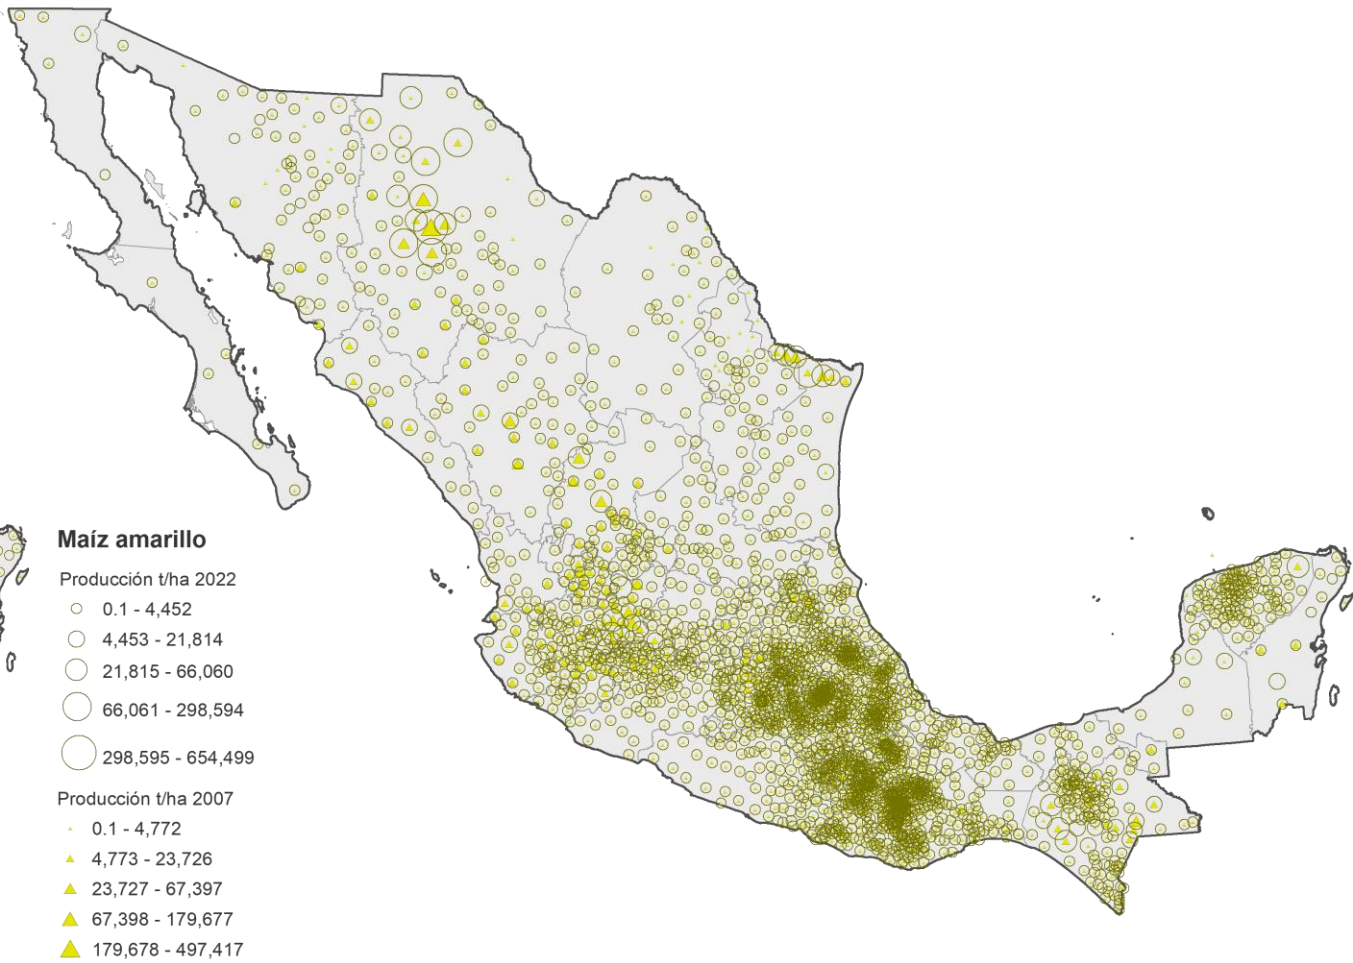 Maíz amarillo
Producción t/ha 2022
0.1 - 4,452
4,453 - 21,814
21,815 - 66,060
66,061 - 298,594
298,595 - 654,499
Producción t/ha 2007
0.1 - 4,772
4,773 - 23,726
23,727 - 67,397
67,398 - 179,677
179,678 - 497,417